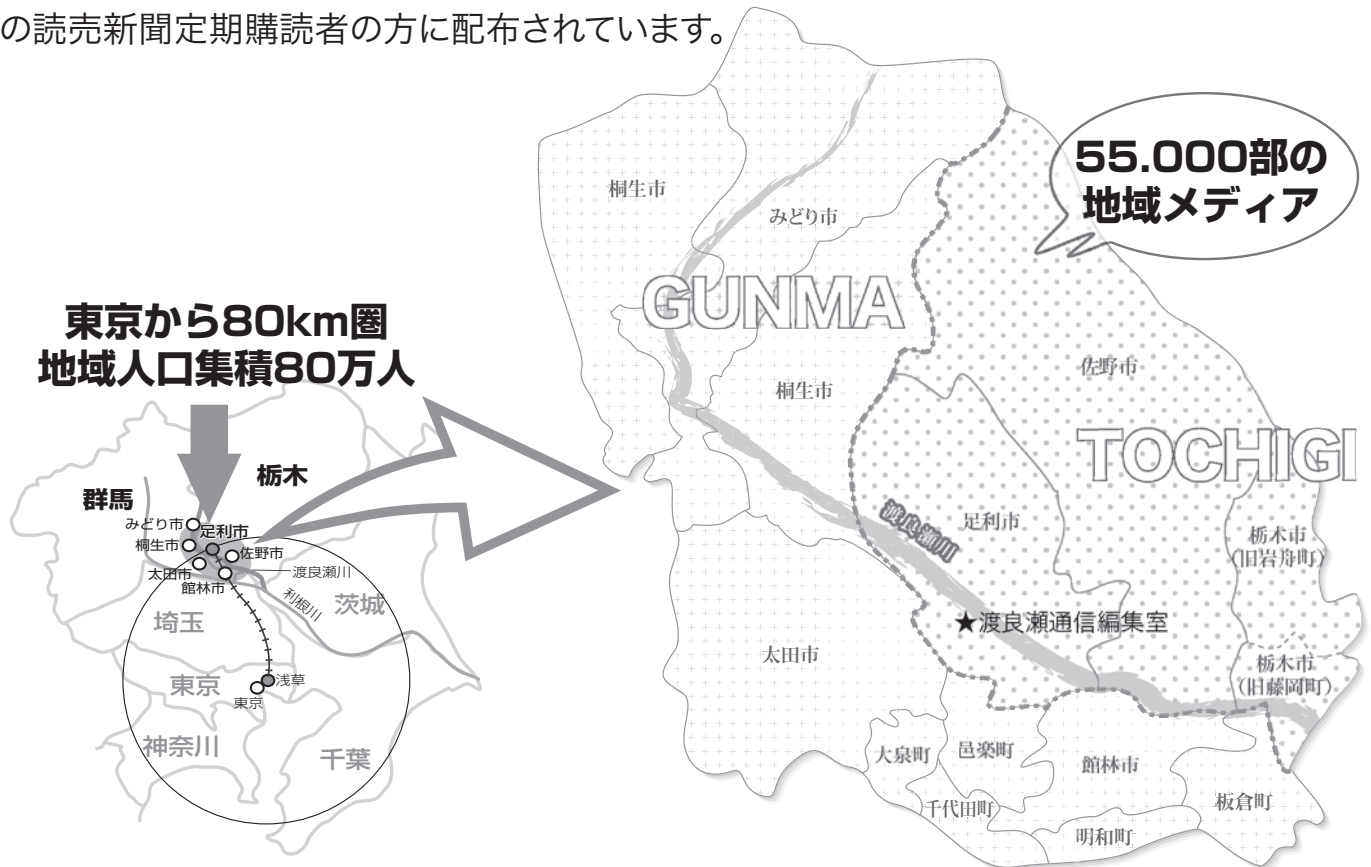 の読売新聞定期購読者の方に配布されています。
55.000部の
地域メディア
東京から80km圏
地域人口集積80万人
群馬
栃木
みどり市
足利市
桐生市
佐野市
太田市
館林市
渡良瀬川
利根川
茨城
埼玉
東京
浅草
東京
神奈川
千葉
桐生市
みどり市
GUNMA
桐生市
佐野市
TOCHIGI
渡良瀬川
足利市
栃木市
(旧岩舟町)
★渡良瀬通信編集室
太田市
栃木市
(旧藤岡町)
大泉町
邑楽町
館林市
千代田町
板倉町
明和町